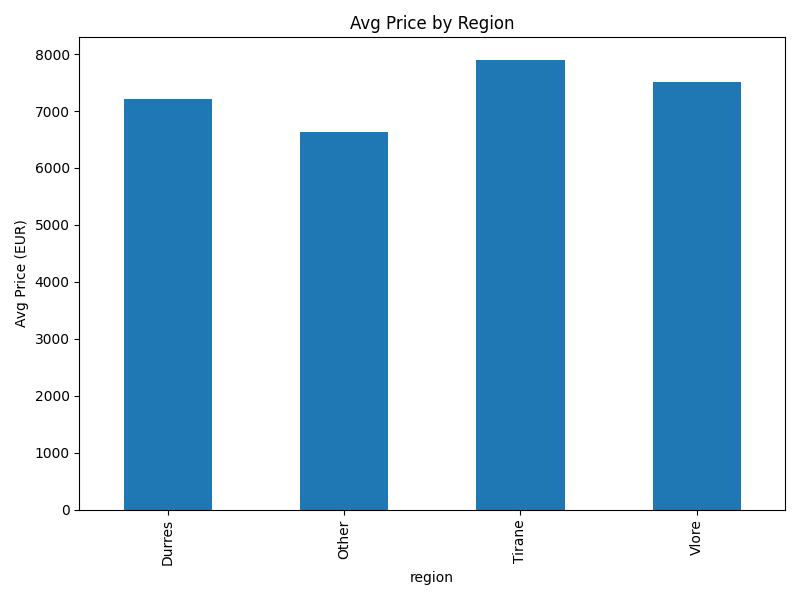 Avg Price by Region
Avg Price (EUR)
8000
7000
6000
5000
4000
3000
2000
1000
0
Durres
Other
Tirane
Vlore
region